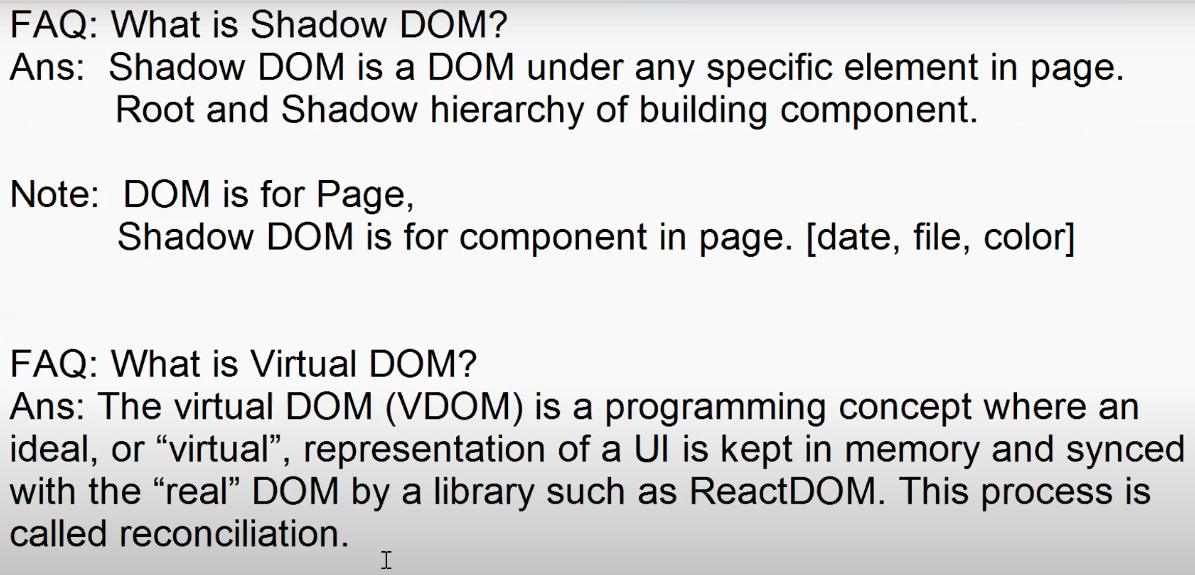 FAQ: What is Shadow DOM?
Ans: Shadow DOM is a DOM under any specific element in page.
Root and Shadow hierarchy of building component.
Note: DOM is for Page,
Shadow DOM is for component in page. [date, file, color]
FAQ: What is Virtual DOM?
Ans: The virtual DOM (VDOM) is a programming concept where an
ideal, or “virtual”, representation of a UI is kept in memory and synced
with the “real” DOM by a library such as ReactDOM. This process is
called reconciliation.